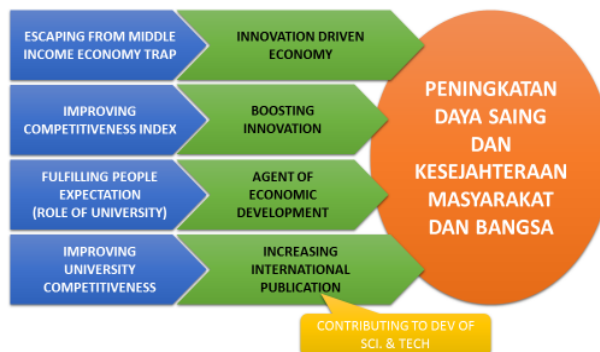 ESCAPING FROM MIDDLE
INCOME ECONOMY TRAP
INNOVATION DRIVEN
ECONOMY
IMPROVING
COMPETITIVENESS INDEX
BOOSTING
INNOVATION
FULFILLING PEOPLE
EXPECTATION
(ROLE OF UNIVERSITY)
AGENT OF
ECONOMIC
DEVELOPMENT
IMPROVING
UNIVERSITY
COMPETITIVENESS
INCREASING
INTERNATIONAL
PUBLICATION
CONTRIBUTING TO DEV OF
SCI. & TECH
PENINGKATAN
DAYA SAING
DAN
KESEJAHTERAAN
MASYARAKAT
DAN BANGSA